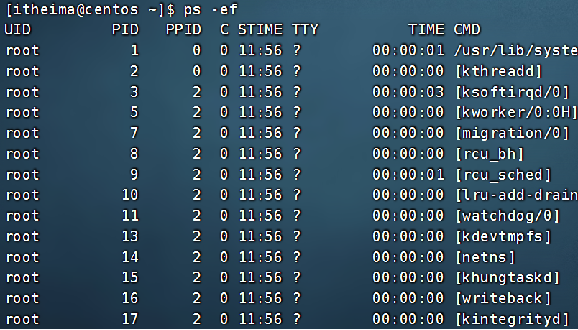 [itheima@centos ~]$ ps -ef
UID PID PPID C STIME TTY TIME CMD
root 1 0 0 11:56 ? 00:00:01 /usr/lib/syste
root 2 0 0 11:56 ? 00:00:00 [kthreadd]
root 3 2 0 11:56 ? 00:00:03 [ksoftirqd/0]
root 5 2 0 11:56 ? 00:00:00 [kworker/0:0H]
root 7 2 0 11:56 ? 00:00:00 [migration/0]
root 8 2 0 11:56 ? 00:00:00 [rcu_bh]
root 9 2 0 11:56 ? 00:00:01 [rcu_sched]
root 10 2 0 11:56 ? 00:00:00 [lru-add-drain
root 11 2 0 11:56 ? 00:00:00 [watchdog/0]
root 13 2 0 11:56 ? 00:00:00 [kdevtmpfs]
root 14 2 0 11:56 ? 00:00:00 [netns]
root 15 2 0 11:56 ? 00:00:00 [khungtaskd]
root 16 2 0 11:56 ? 00:00:00 [writeback]
root 17 2 0 11:56 ? 00:00:00 [kintegrityd]